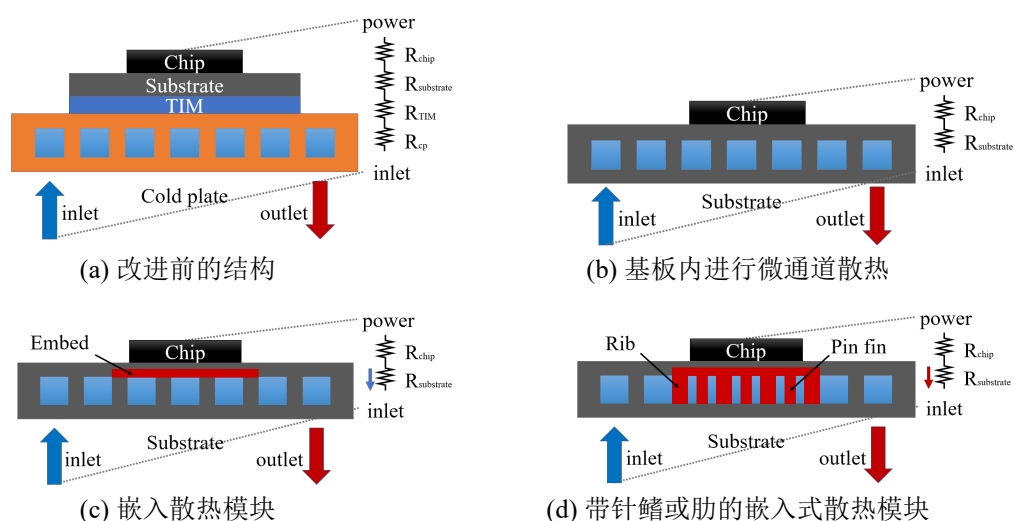 power
Chip
Substrate
TIM
Rchip
Rsubstrate
RTIM
Rcp
inlet
Cold plate
inlet
outlet
(a) 改进前的结构
power
Chip
Rchip
Rsubstrate
inlet
Substrate
inlet
outlet
(b) 基板内进行微通道散热
power
Embed
Chip
Rchip
Rsubstrate
inlet
Substrate
inlet
outlet
(c) 嵌入散热模块
power
Rib
Chip
Pin fin
Rchip
Rsubstrate
inlet
Substrate
inlet
outlet
(d) 带针鳍或肋的嵌入式散热模块